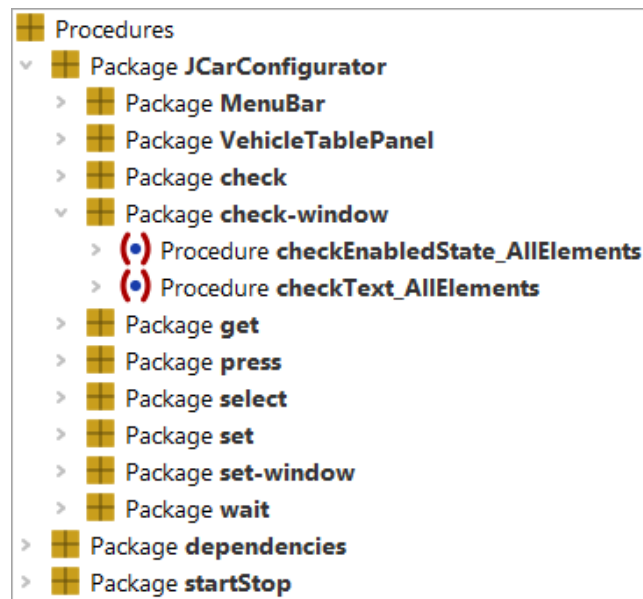 Procedures
Package JCarConfigurator
Package MenuBar
Package VehicleTablePanel
Package check
Package check-window
Procedure checkEnabledState_AllElements
Procedure checkText_AllElements
Package get
Package press
Package select
Package set
Package set-window
Package wait
Package dependencies
Package startStop